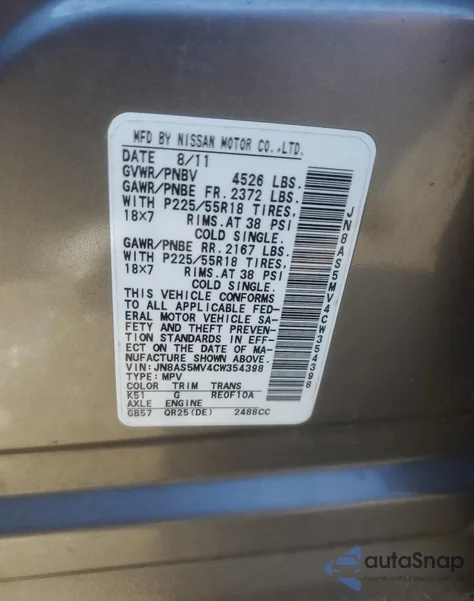 MFD BY NISSAN MOTOR CO.,LTD.
DATE 8/11
GVWR/PNBV 4526 LBS.
GAWR/PNBE FR. 2372 LBS.
WITH P225/55R18 TIRES,
18X7 RIMS. AT 38 PSI
COLD SINGLE.
GAWR/PNBE RR. 2167 LBS.
WITH P225/55R18 TIRES,
18X7 RIMS. AT 38 PSI
COLD SINGLE.
THIS VEHICLE CONFORMS
TO ALL APPLICABLE FED-
ERAL MOTOR VEHICLE SA-
FETY AND THEFT PREVEN-
TION STANDARDS IN EFF-
ECT ON THE DATE OF MA-
NUFACTURE SHOWN ABOVE.
VIN: JN8AS5MV4CW354398
TYPE: MPV
COLOR TRIM TRANS
K51 G RE0F10A
AXLE ENGINE
GB57 QR25(DE) 2488CC
JN8AS5MV4CW354398
autaSnap